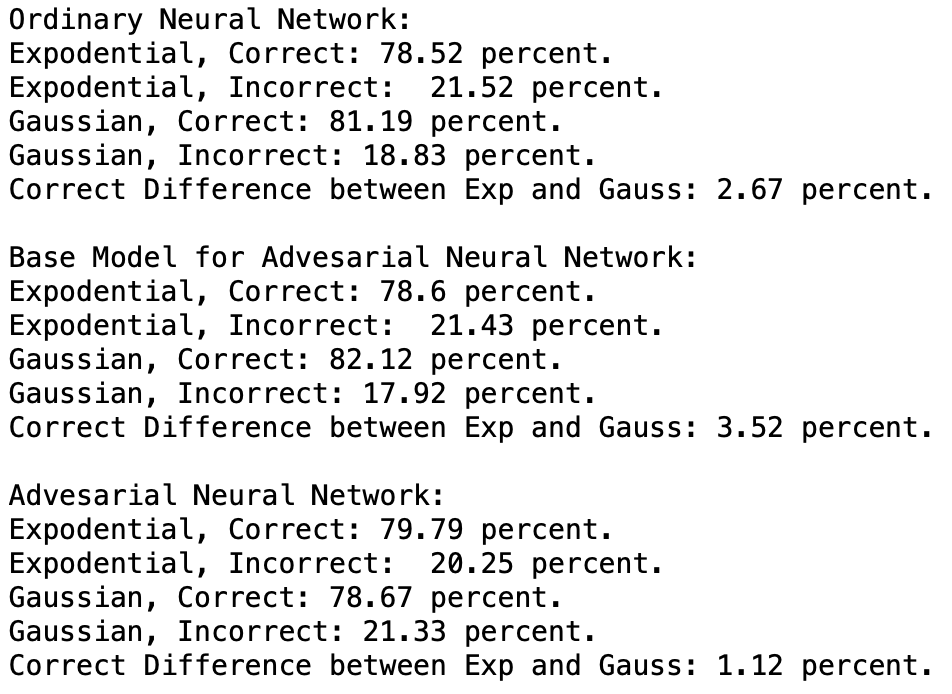 Ordinary Neural Network:
Expodential, Correct: 78.52 percent.
Expodential, Incorrect:  21.52 percent.
Gaussian, Correct: 81.19 percent.
Gaussian, Incorrect: 18.83 percent.
Correct Difference between Exp and Gauss: 2.67 percent.
Base Model for Advesarial Neural Network:
Expodential, Correct: 78.6 percent.
Expodential, Incorrect:  21.43 percent.
Gaussian, Correct: 82.12 percent.
Gaussian, Incorrect: 17.92 percent.
Correct Difference between Exp and Gauss: 3.52 percent.
Advesarial Neural Network:
Expodential, Correct: 79.79 percent.
Expodential, Incorrect:  20.25 percent.
Gaussian, Correct: 78.67 percent.
Gaussian, Incorrect: 21.33 percent.
Correct Difference between Exp and Gauss: 1.12 percent.